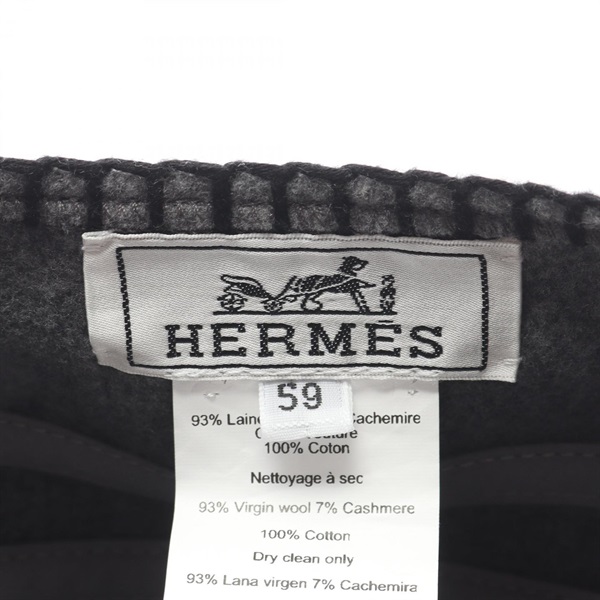 HERMÈS
59
93% Laine Cachemire
100% Coton
Nettoyage à sec
93% Virgin wool 7% Cashmere
100% Cotton
Dry clean only
93% Lana virgen 7% Cachemira